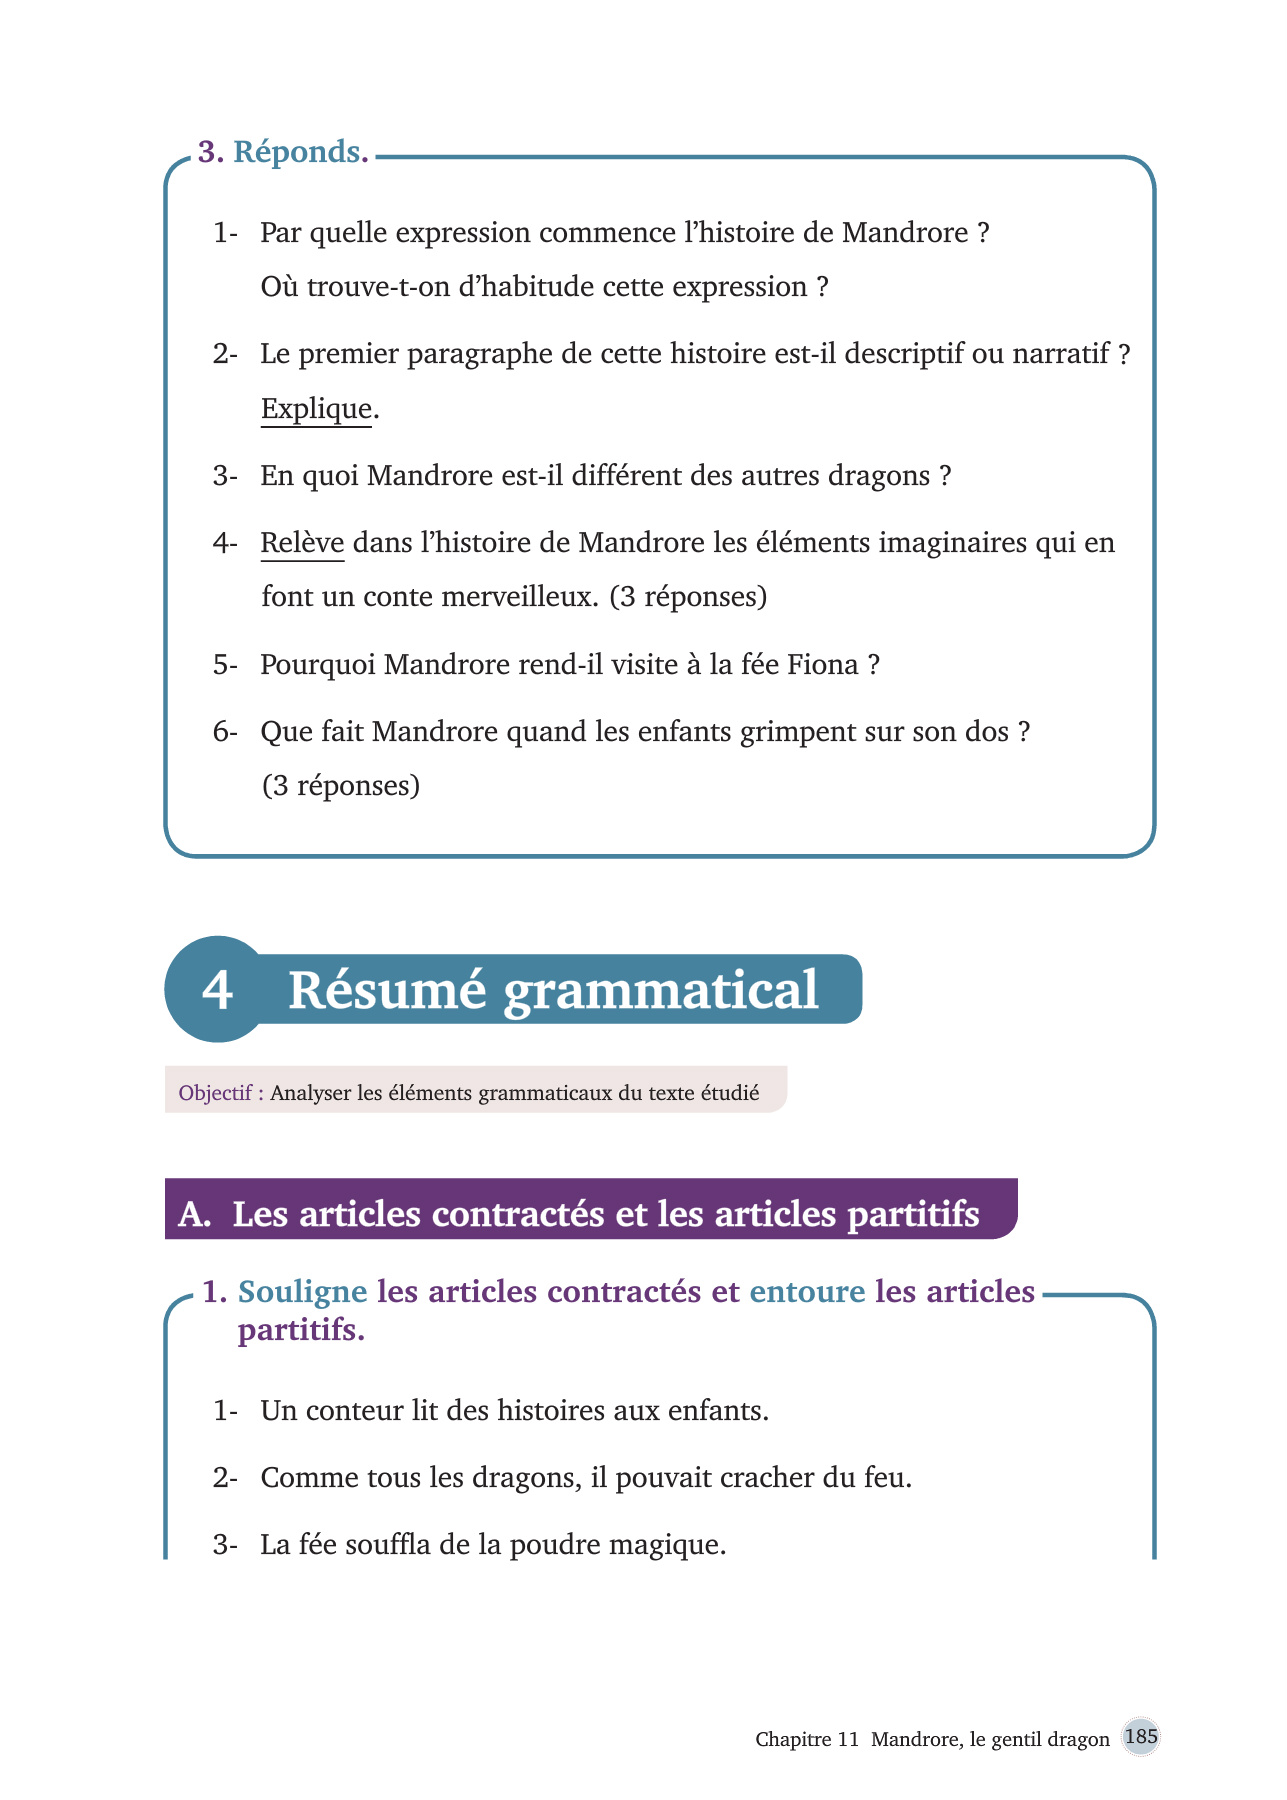 3. Réponds.
1- Par quelle expression commence l’histoire de Mandrore ?
Où trouve-t-on d’habitude cette expression ?
2- Le premier paragraphe de cette histoire est-il descriptif ou narratif ?
Explique.
3- En quoi Mandrore est-il différent des autres dragons ?
4- Relève dans l’histoire de Mandrore les éléments imaginaires qui en
font un conte merveilleux. (3 réponses)
5- Pourquoi Mandrore rend-il visite à la fée Fiona ?
6- Que fait Mandrore quand les enfants grimpent sur son dos ?
(3 réponses)
4 Résumé grammatical
Objectif : Analyser les éléments grammaticaux du texte étudié
A. Les articles contractés et les articles partitifs
1. Souligne les articles contractés et entoure les articles
partitifs.
1- Un conteur lit des histoires aux enfants.
2- Comme tous les dragons, il pouvait cracher du feu.
3- La fée souffla de la poudre magique.
Chapitre 11 Mandrore, le gentil dragon 185